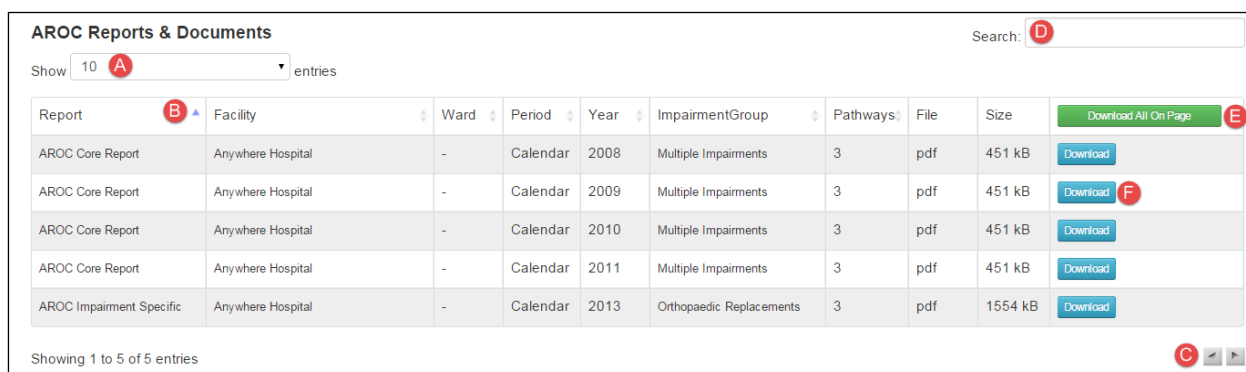 AROC Reports & Documents
Search: D
Show 10 A entries
Report B Facility Ward Period Year ImpairmentGroup Pathways File Size Download All On Page E
AROC Core Report Anywhere Hospital - Calendar 2008 Multiple Impairments 3 pdf 451 kB Download
AROC Core Report Anywhere Hospital - Calendar 2009 Multiple Impairments 3 pdf 451 kB Download F
AROC Core Report Anywhere Hospital - Calendar 2010 Multiple Impairments 3 pdf 451 kB Download
AROC Core Report Anywhere Hospital - Calendar 2011 Multiple Impairments 3 pdf 451 kB Download
AROC Impairment Specific Anywhere Hospital - Calendar 2013 Orthopaedic Replacements 3 pdf 1554 kB Download
Showing 1 to 5 of 5 entries C